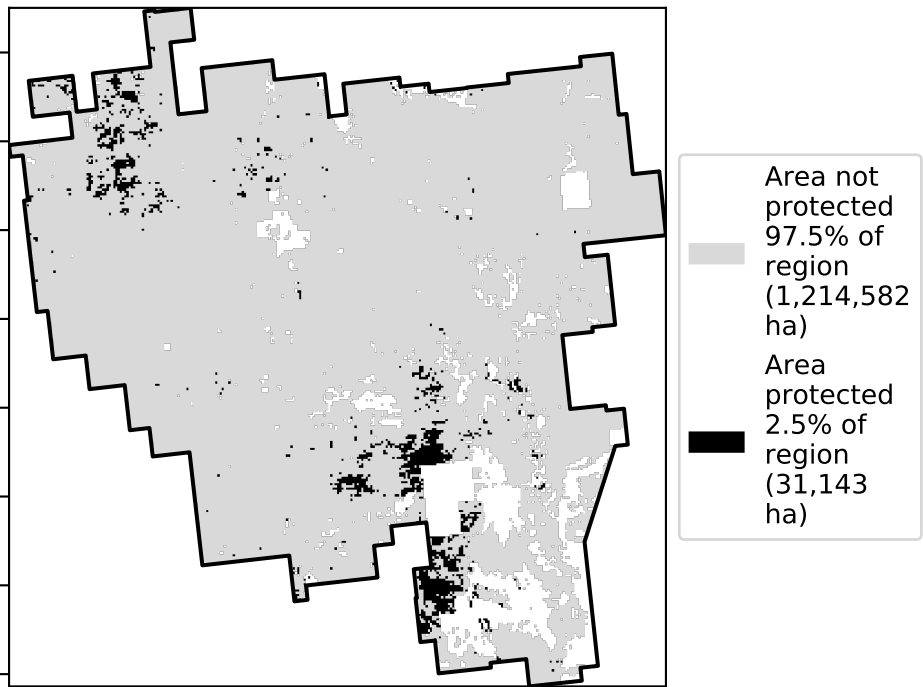 Area not
protected
97.5% of
region
(1,214,582
ha)
Area
protected
2.5% of
region
(31,143
ha)